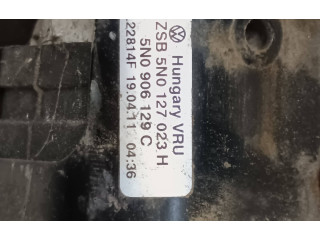 Hungary VRU
ZSB 5N0 127 023 H
5N0 906 129 C
22814F 19.04.11 04:36